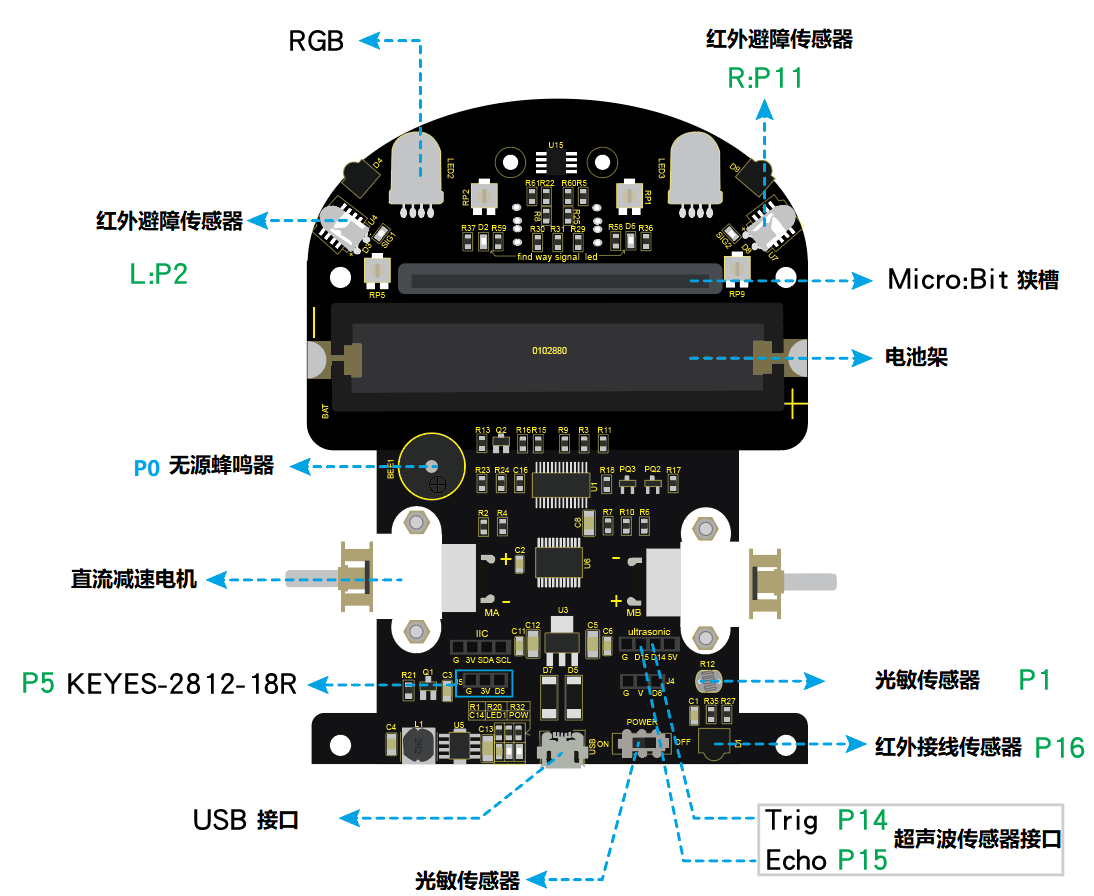 RGB
红外避障传感器
R:P11
U15
D4
LED2
LED3
D9
R61 R22
R60 R5
RP2
RP1
R8
R25
红外避障传感器
L:P2
U4
SIG1
SIG2
U7
R37 D2 R59
R30 R31 R29
R58 D6 R36
find way signal led
RP5
RP9
Micro:Bit 狭槽
0102880
电池架
BAT
R13 Q2 R16 R15 R9 R3 R11
P0 无源蜂鸣器
BEE1
R23 R24 C16
U1
R18 PQ3 PQ2 R17
R2 R4
C8
R7 R10 R6
C2
U6
+
-
-
+
直流减速电机
MA
MB
U3
IIC
C11 C12
C5 C6
ultrasonic
G 3V SDA SCL
G D15 D14 5V
P5 KEYES-2812-18R
R21 Q1 C3
G 3V D5
D7 D5
J4
G V D8
R12
光敏传感器 P1
R1 R20 R32
C14 LED1 POW
C1 R35 R27
C4 L1 U5 C13
USB
POWER
ON
OFF
D1
红外接线传感器 P16
USB 接口
Trig P14
超声波传感器接口
Echo P15
光敏传感器